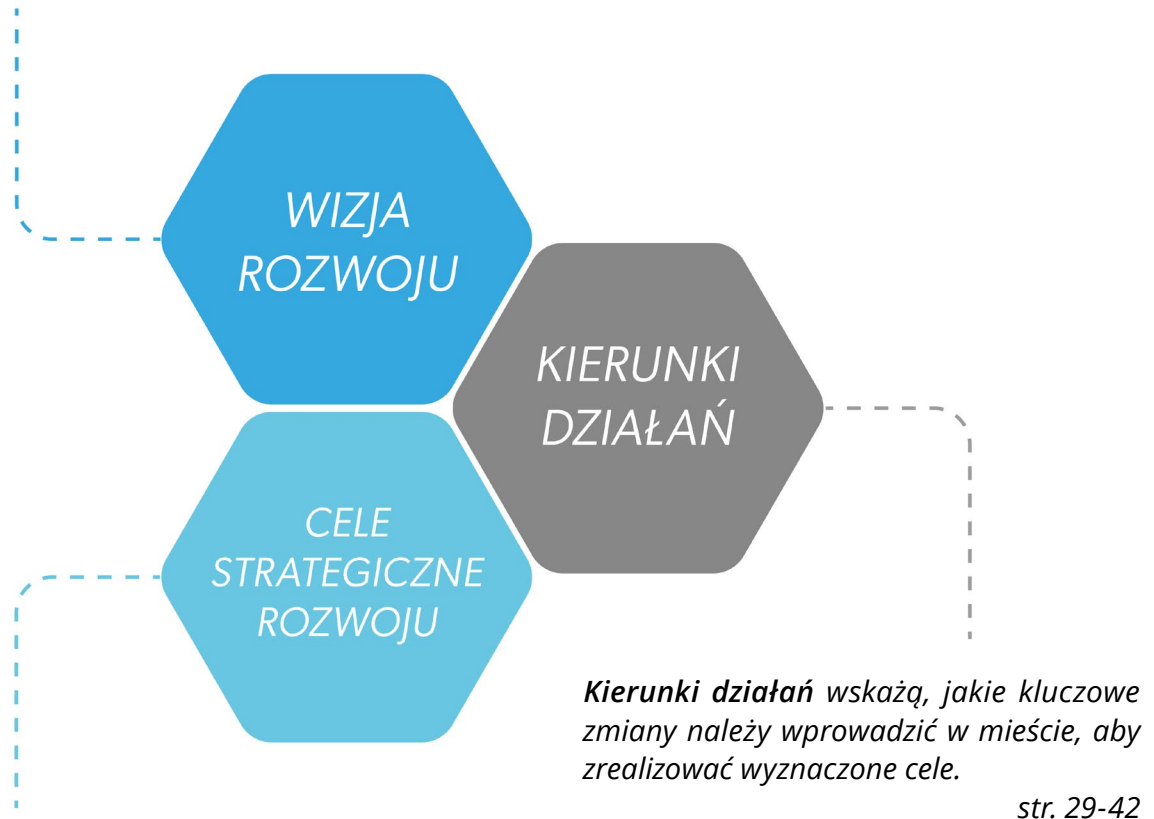 WIZJA
ROZWOJU
KIERUNKI
DZIAŁAŃ
CELE
STRATEGICZNE
ROZWOJU
Kierunki działań wskażą, jakie kluczowe
zmiany należy wprowadzić w mieście, aby
zrealizować wyznaczone cele.
str. 29-42